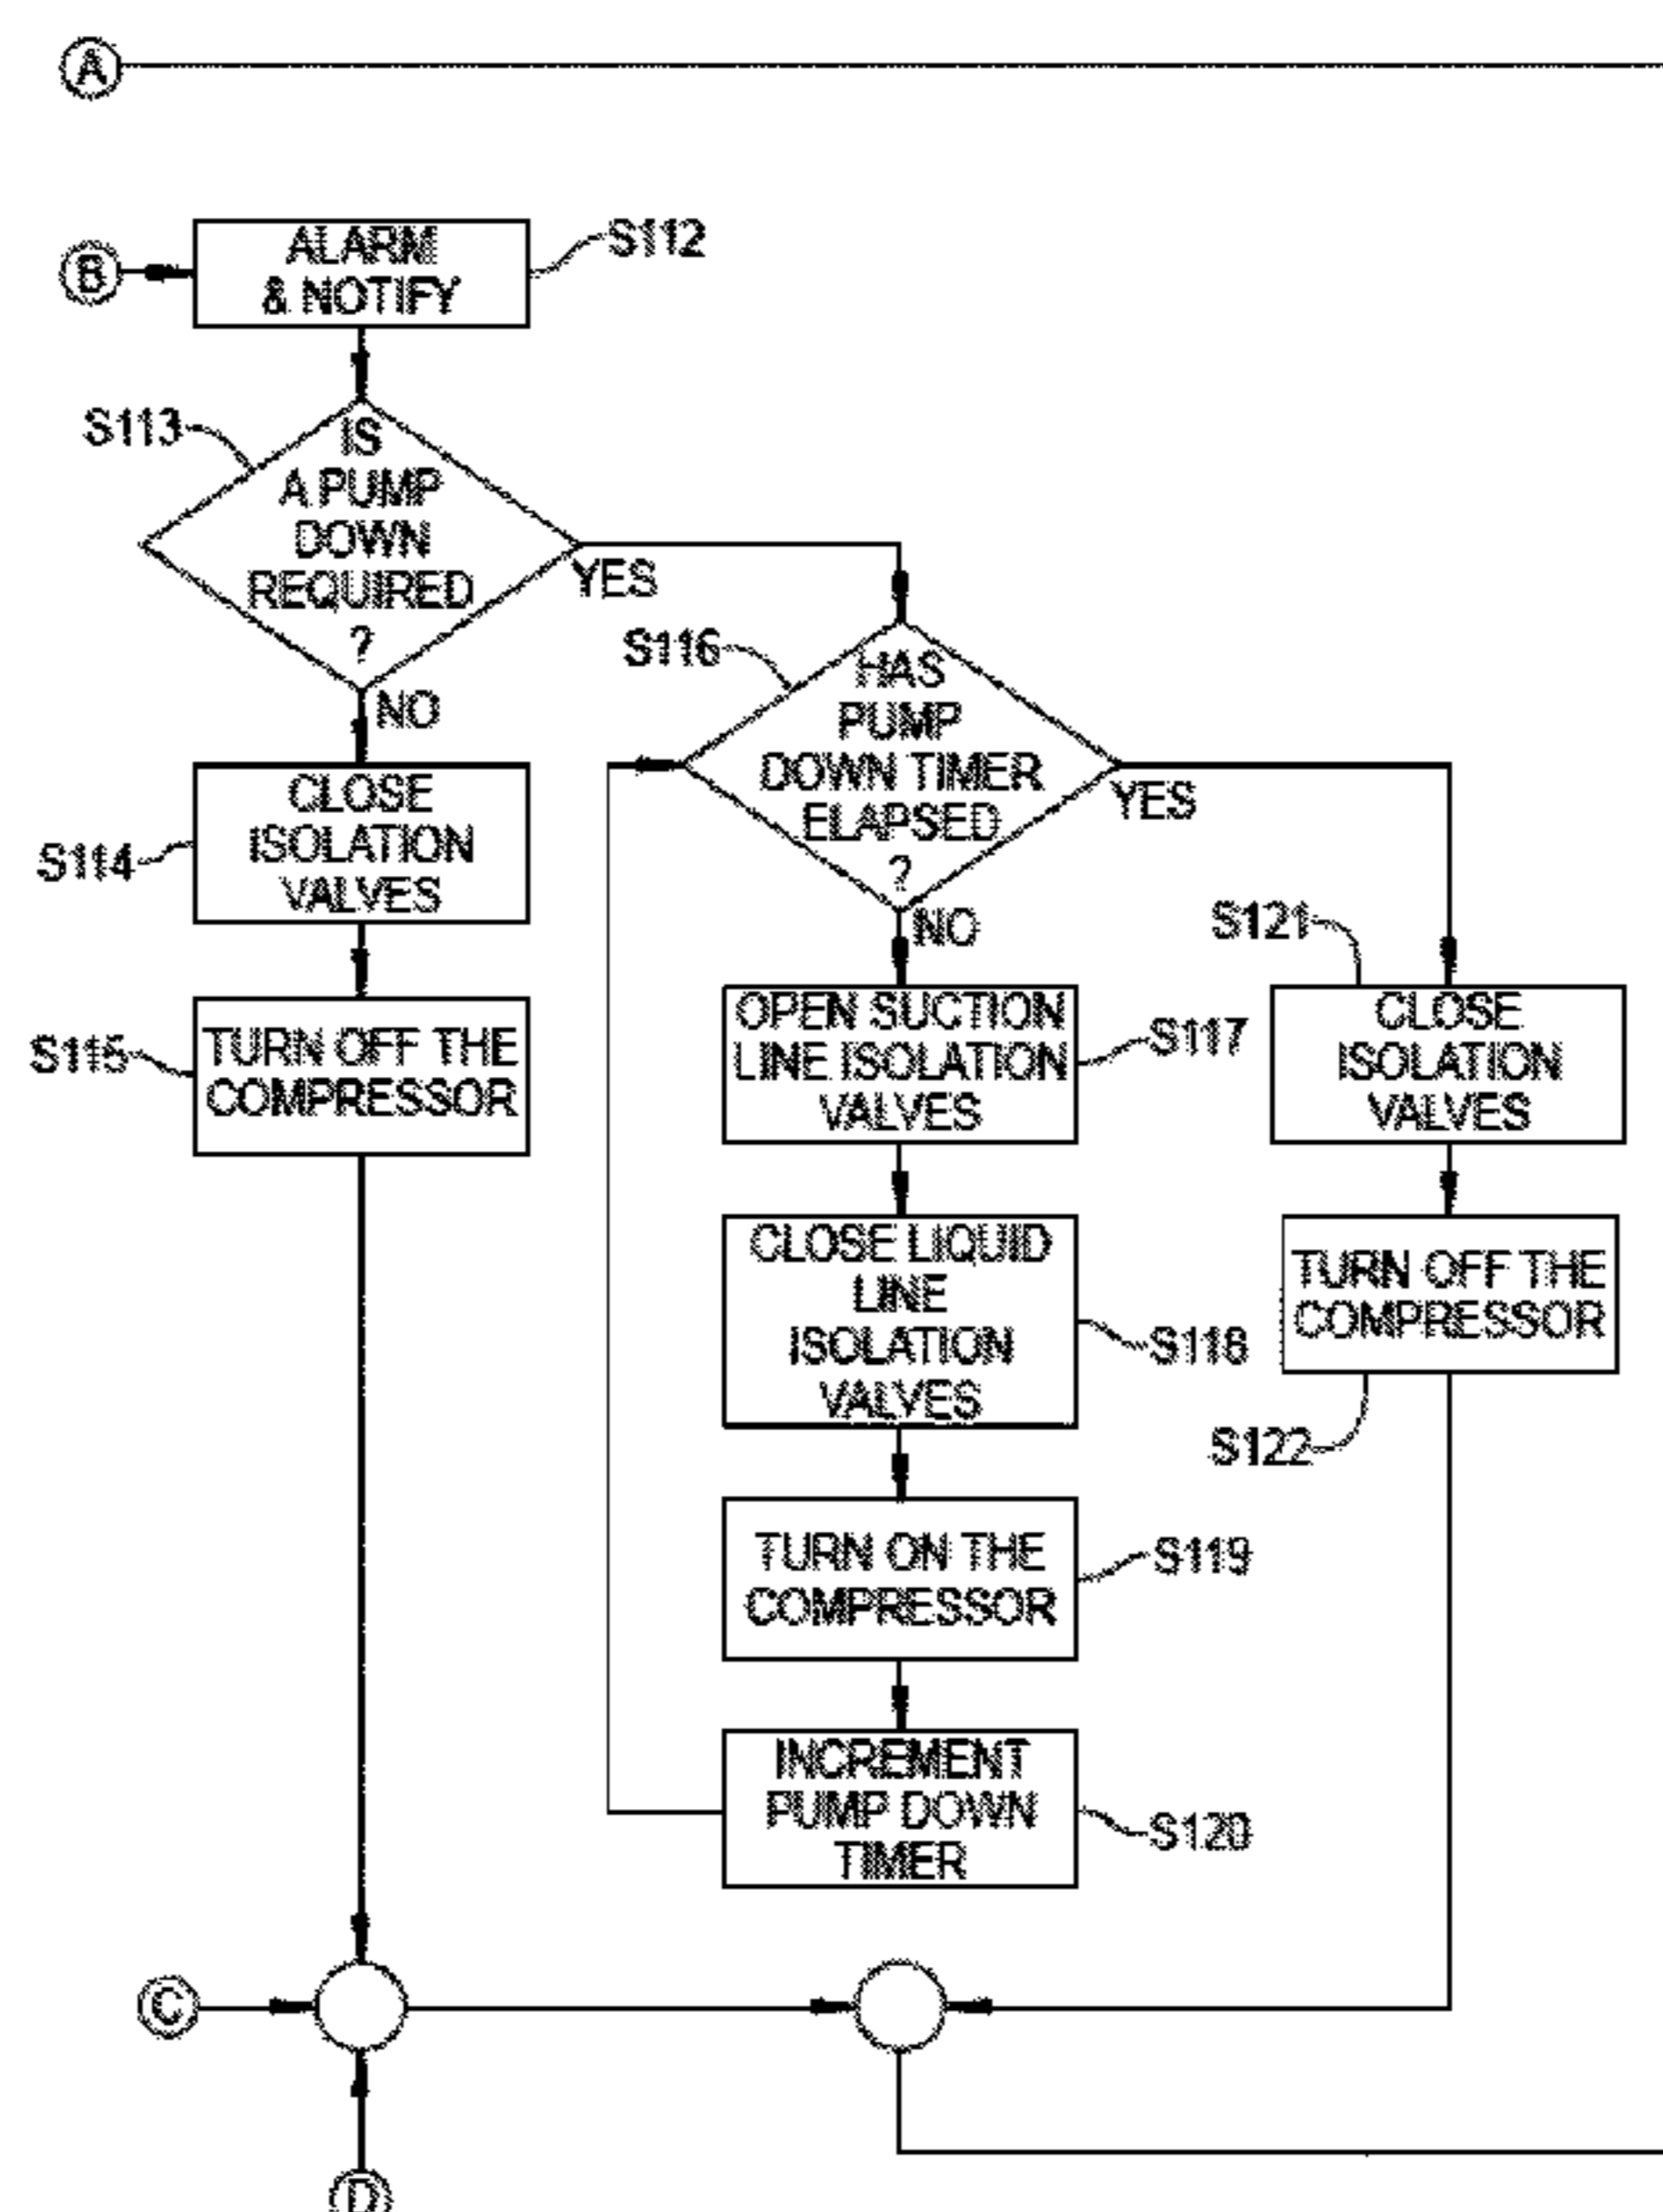 A
B
ALARM
& NOTIFY
S112
S113
IS
A PUMP
DOWN
REQUIRED
?
YES
NO
S114
CLOSE
ISOLATION
VALVES
S115
TURN OFF THE
COMPRESSOR
S116
HAS
PUMP
DOWN TIMER
ELAPSED
?
YES
NO
OPEN SUCTION
LINE ISOLATION
VALVES
S117
CLOSE LIQUID
LINE
ISOLATION
VALVES
S118
TURN ON THE
COMPRESSOR
S119
INCREMENT
PUMP DOWN
TIMER
S120
S121
CLOSE
ISOLATION
VALVES
TURN OFF THE
COMPRESSOR
S122
C
D